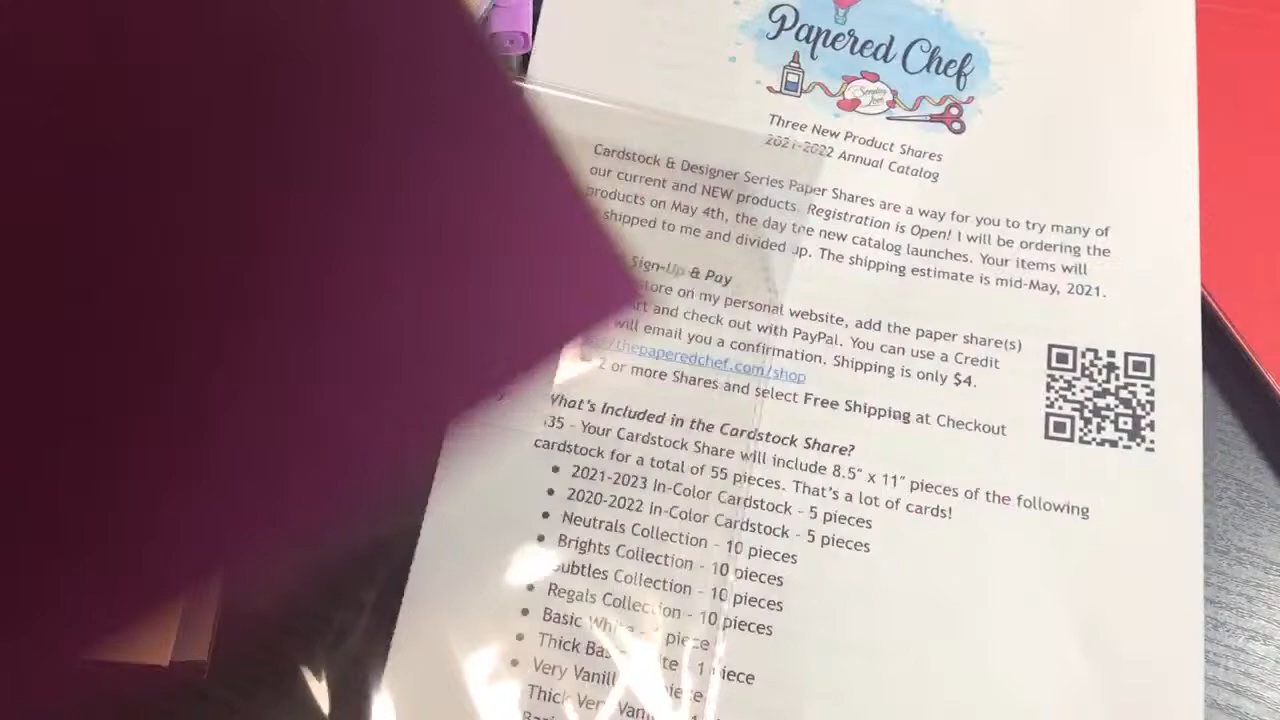 Papered Chef
Sending
Love
Three New Product Shares
2021-2022 Annual Catalog
Cardstock & Designer Series Paper Shares are a way for you to try many of
our current and NEW products. Registration is Open! I will be ordering the
products on May 4th, the day the new catalog launches. Your items will
shipped to me and divided up. The shipping estimate is mid-May, 2021.
Sign-Up & Pay
store on my personal website, add the paper share(s)
and check out with PayPal. You can use a Credit
will email you a confirmation. Shipping is only $4.
/thepaperedchef.com/shop
2 or more Shares and select Free Shipping at Checkout
What's Included in the Cardstock Share?
35 - Your Cardstock Share will include 8.5" x 11" pieces of the following
cardstock for a total of 55 pieces. That's a lot of cards!
• 2021-2023 In-Color Cardstock - 5 pieces
• 2020-2022 In-Color Cardstock - 5 pieces
• Neutrals Collection - 10 pieces
• Brights Collection - 10 pieces
• Subtles Collection - 10 pieces
• Regals Collection - 10 pieces
• Basic - piece
• Thick - 1 piece
• Very
Thick Very